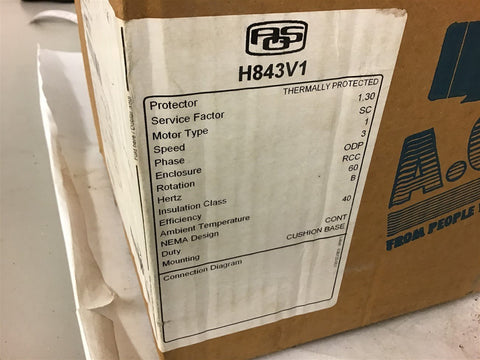 AOS
H843V1
THERMALLY PROTECTED
Protector
Service Factor 1.30
Motor Type SC
Speed 1
Phase 3
Enclosure ODP
Rotation RCC
Hertz 60
Insulation Class B
Efficiency
Ambient Temperature 40
NEMA Design
Duty CONT
Mounting CUSHION BASE
Connection Diagram
A.O
FROM PEOPLE